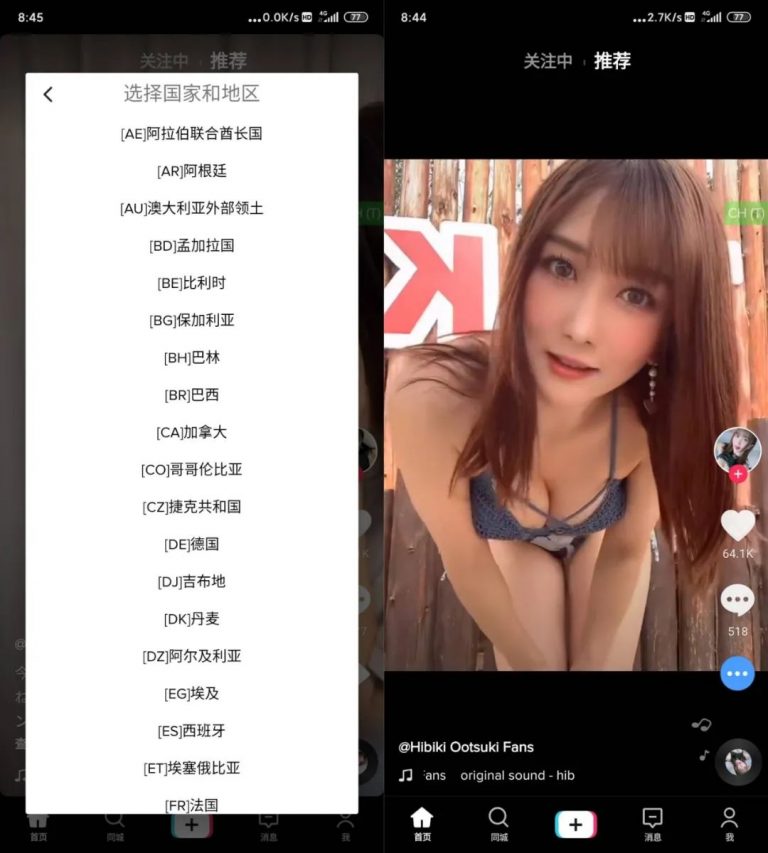 8:45
...0.0K/s HD 4G 77
关注中 推荐
选择国家和地区
[AE]阿拉伯联合酋长国
[AR]阿根廷
[AU]澳大利亚外部领土
[BD]孟加拉国
[BE]比利时
[BG]保加利亚
[BH]巴林
[BR]巴西
[CA]加拿大
[CO]哥哥伦比亚
[CZ]捷克共和国
[DE]德国
[DJ]吉布地
[DK]丹麦
[DZ]阿尔及利亚
[EG]埃及
[ES]西班牙
[ET]埃塞俄比亚
[FR]法国
首页 同城 消息 我
8:44
...2.7K/s HD 4G 77
关注中 推荐
CH (T)
K
64.1K
518
@Hibiki Ootsuki Fans
Fans original sound - hib
首页 同城 消息 我